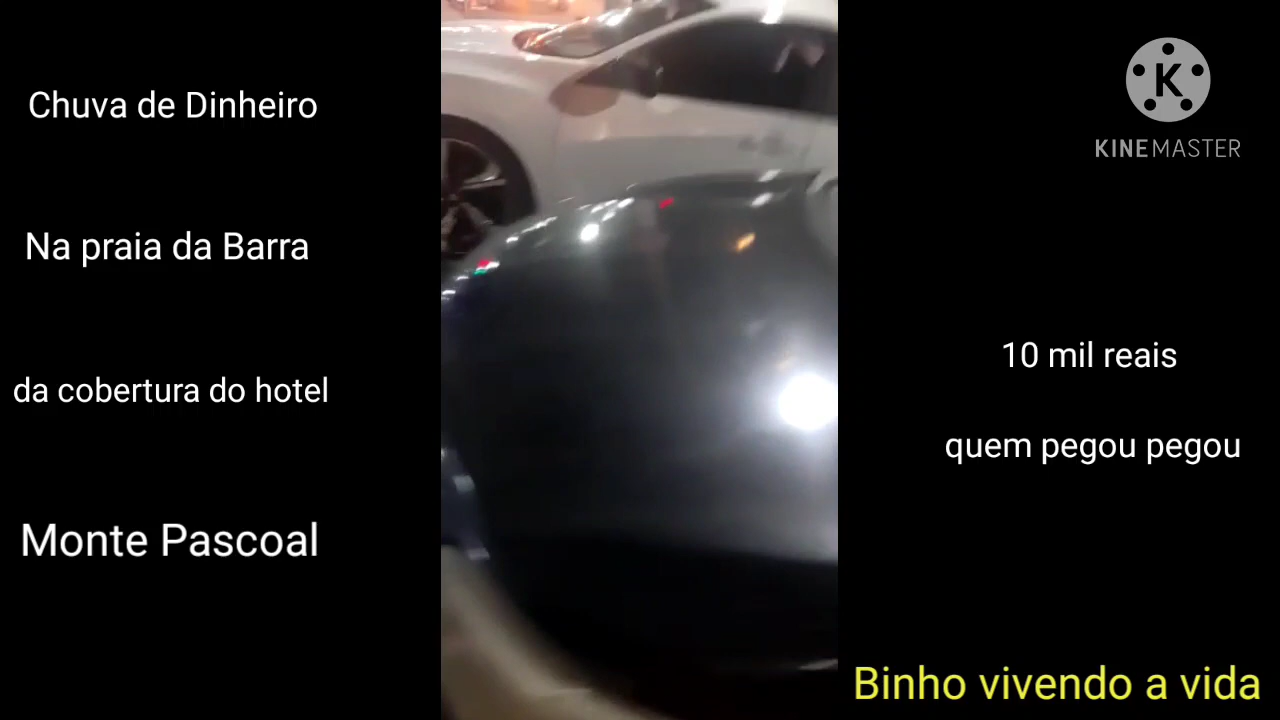 Chuva de Dinheiro
Na praia da Barra
da cobertura do hotel
Monte Pascoal
K
KINEMASTER
10 mil reais
quem pegou pegou
Binho vivendo a vida